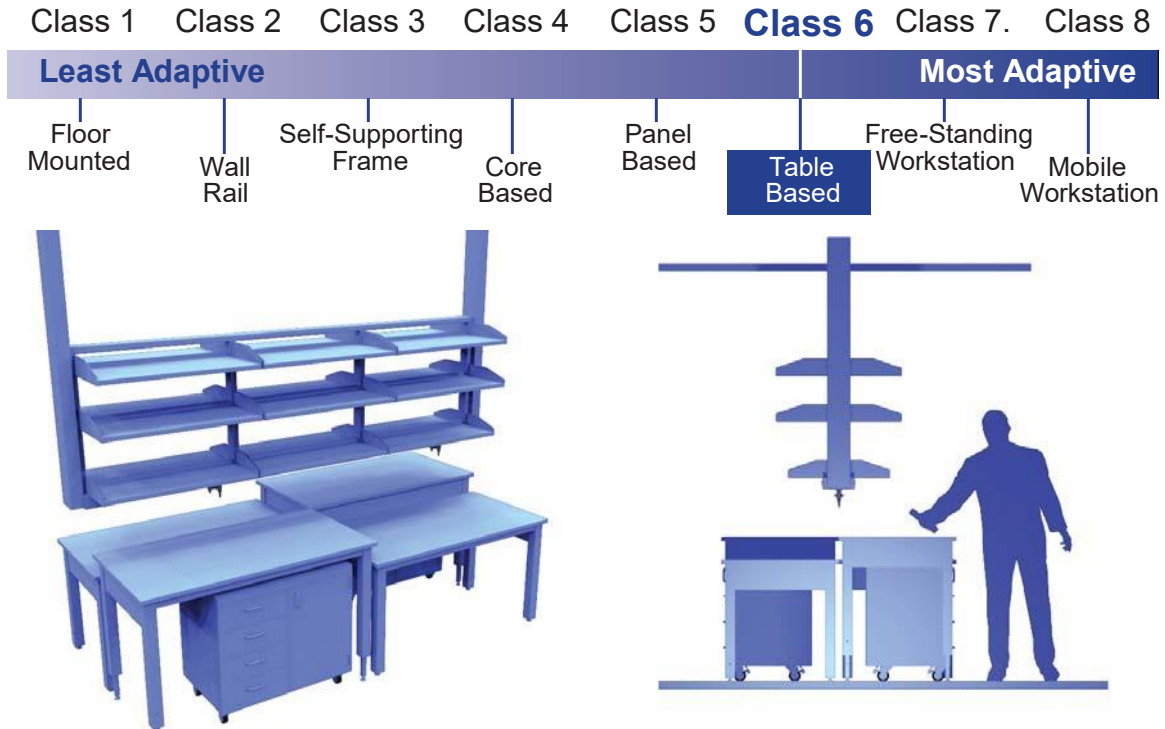 Class 1 Class 2 Class 3 Class 4 Class 5 Class 6 Class 7. Class 8
Least Adaptive Most Adaptive
Floor
Mounted
Wall
Rail
Self-Supporting
Frame
Core
Based
Panel
Based
Table
Based
Free-Standing
Workstation
Mobile
Workstation